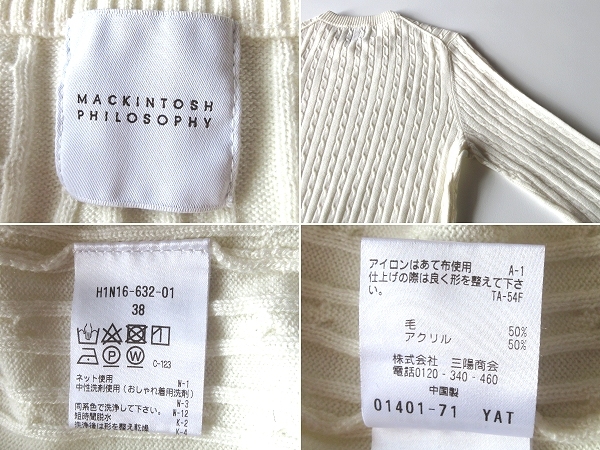 MACKINTOSH
PHILOSOPHY
H1N16-632-01
38
P W C-123
ネット使用 W-1
中性洗剤使用(おしゃれ着用洗剤)
W-3
同系色で洗浄して下さい。 W-12
短時間脱水 K-2
洗浄後は形を整えて乾 K-4
アイロンはあて布使用 A-1
仕上げの際は良く形を整えて下さ
い。 TA-54F
毛 50%
アクリル 50%
株式会社 三陽商会
電話0120-340-460
中国製
01401-71 YAT